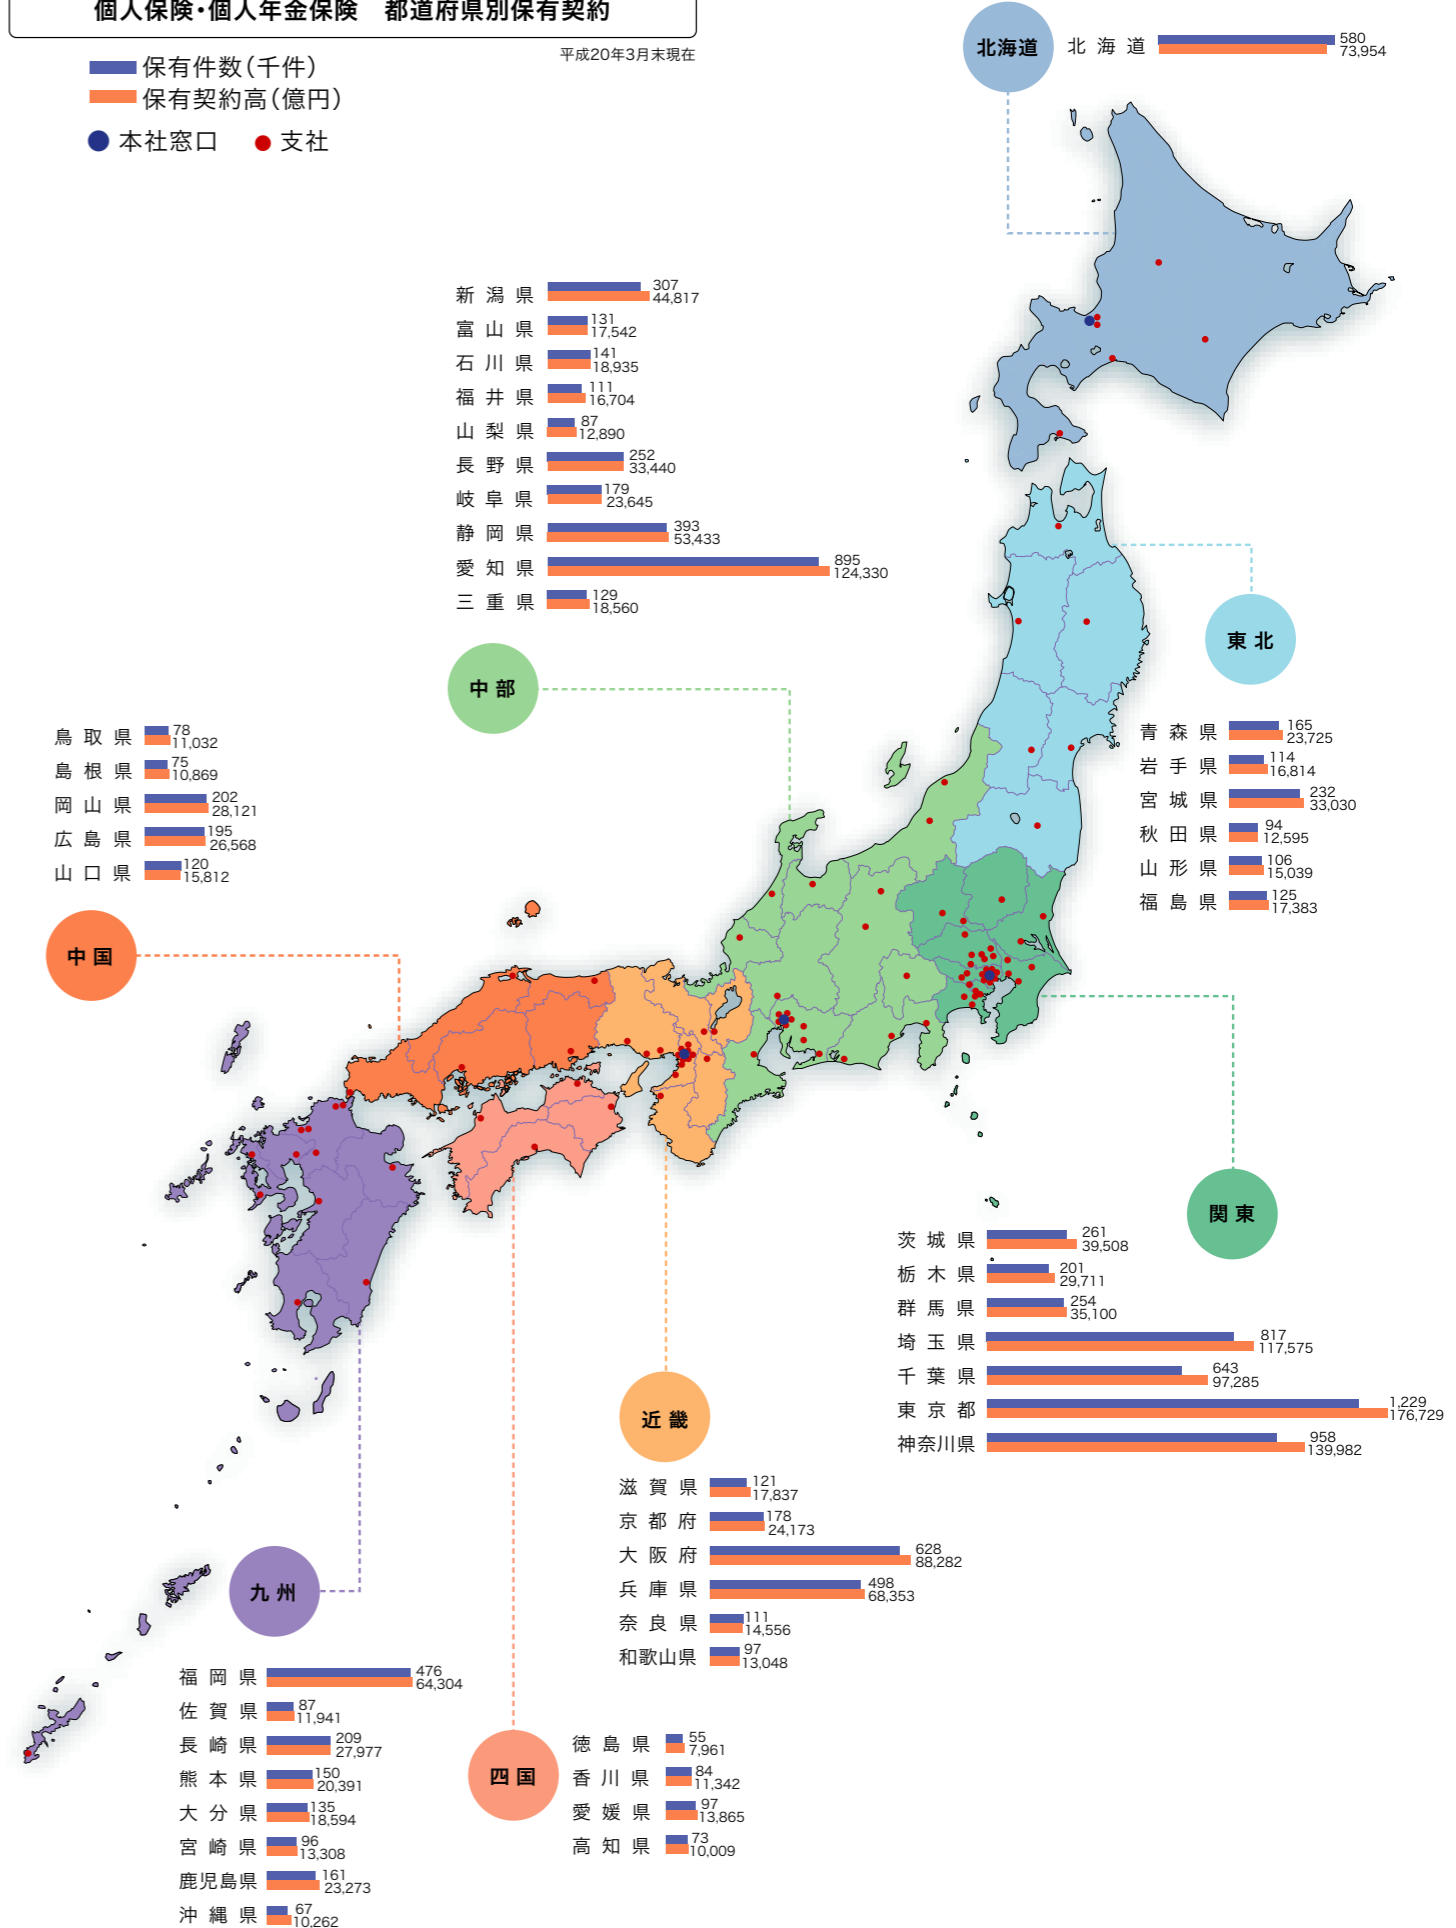 個人保険・個人年金保険　都道府県別保有契約
平成20年3月末現在
保有件数（千件）
保有契約高（億円）
本社窓口　支社
北海道
北海道 580 73,954
新潟県 307 44,817
富山県 131 17,542
石川県 141 18,935
福井県 111 16,704
山梨県 87 12,890
長野県 252 33,440
岐阜県 179 23,645
静岡県 393 53,433
愛知県 895 124,330
三重県 129 18,560
中部
東北
青森県 165 23,725
岩手県 114 16,814
宮城県 232 33,030
秋田県 94 12,595
山形県 106 15,039
福島県 125 17,383
鳥取県 78 11,032
島根県 75 10,869
岡山県 202 28,121
広島県 195 26,568
山口県 120 15,812
中国
関東
茨城県 261 39,508
栃木県 201 29,711
群馬県 254 35,100
埼玉県 817 117,575
千葉県 643 97,285
東京都 1,229 176,729
神奈川県 958 139,982
近畿
滋賀県 121 17,837
京都府 178 24,173
大阪府 628 88,282
兵庫県 498 68,353
奈良県 111 14,556
和歌山県 97 13,048
九州
福岡県 476 64,304
佐賀県 87 11,941
長崎県 209 27,977
熊本県 150 20,391
大分県 135 18,594
宮崎県 96 13,308
鹿児島県 161 23,273
沖縄県 67 10,262
四国
徳島県 55 7,961
香川県 84 11,342
愛媛県 97 13,865
高知県 73 10,009